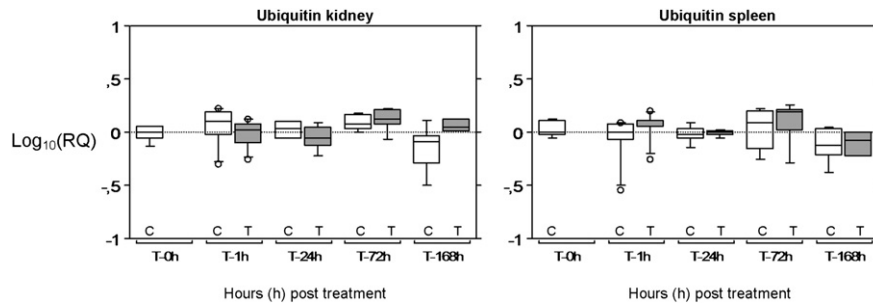 Ubiquitin kidney
1
,5
0
-,5
-1
Log10(RQ)
C C T C T C T C T
T-0h T-1h T-24h T-72h T-168h
Hours (h) post treatment
Ubiquitin spleen
1
,5
0
-,5
-1
C C T C T C T C T
T-0h T-1h T-24h T-72h T-168h
Hours (h) post treatment